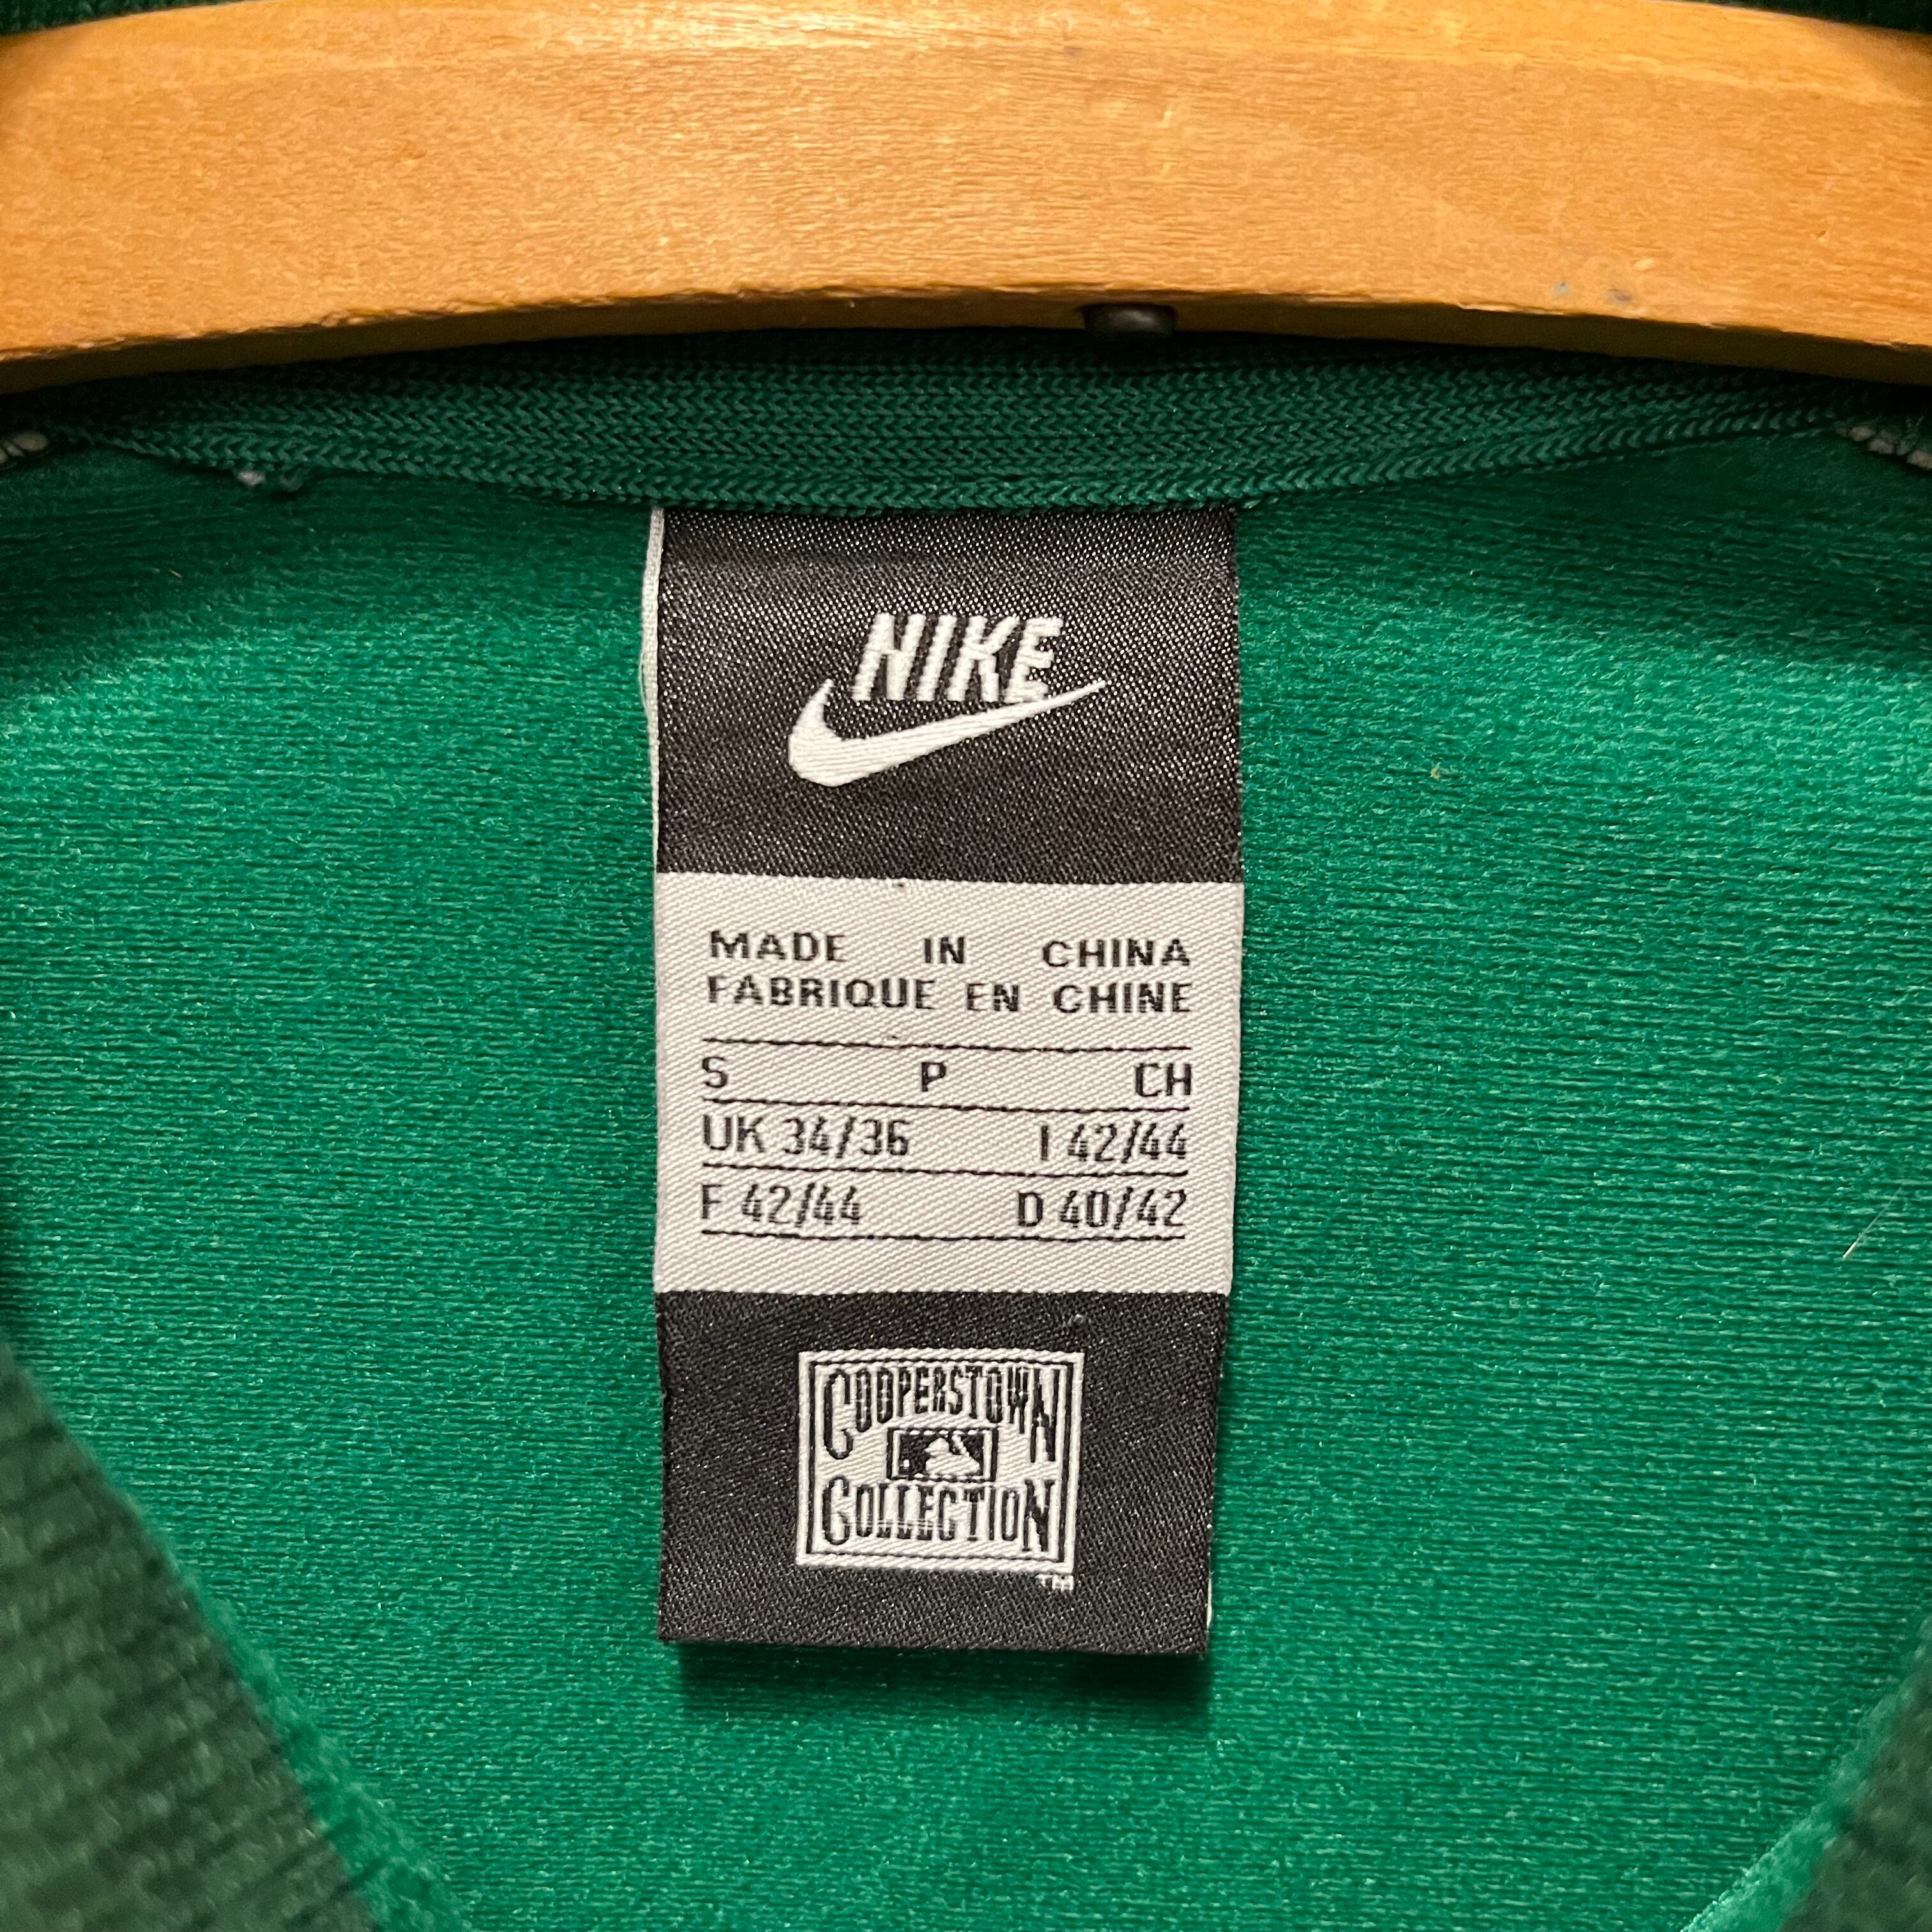 NIKE
MADE IN CHINA
FABRIQUE EN CHINE
S P CH
UK 34/36 I 42/44
F 42/44 D 40/42
COOPERSTOWN
COLLECTION
TM